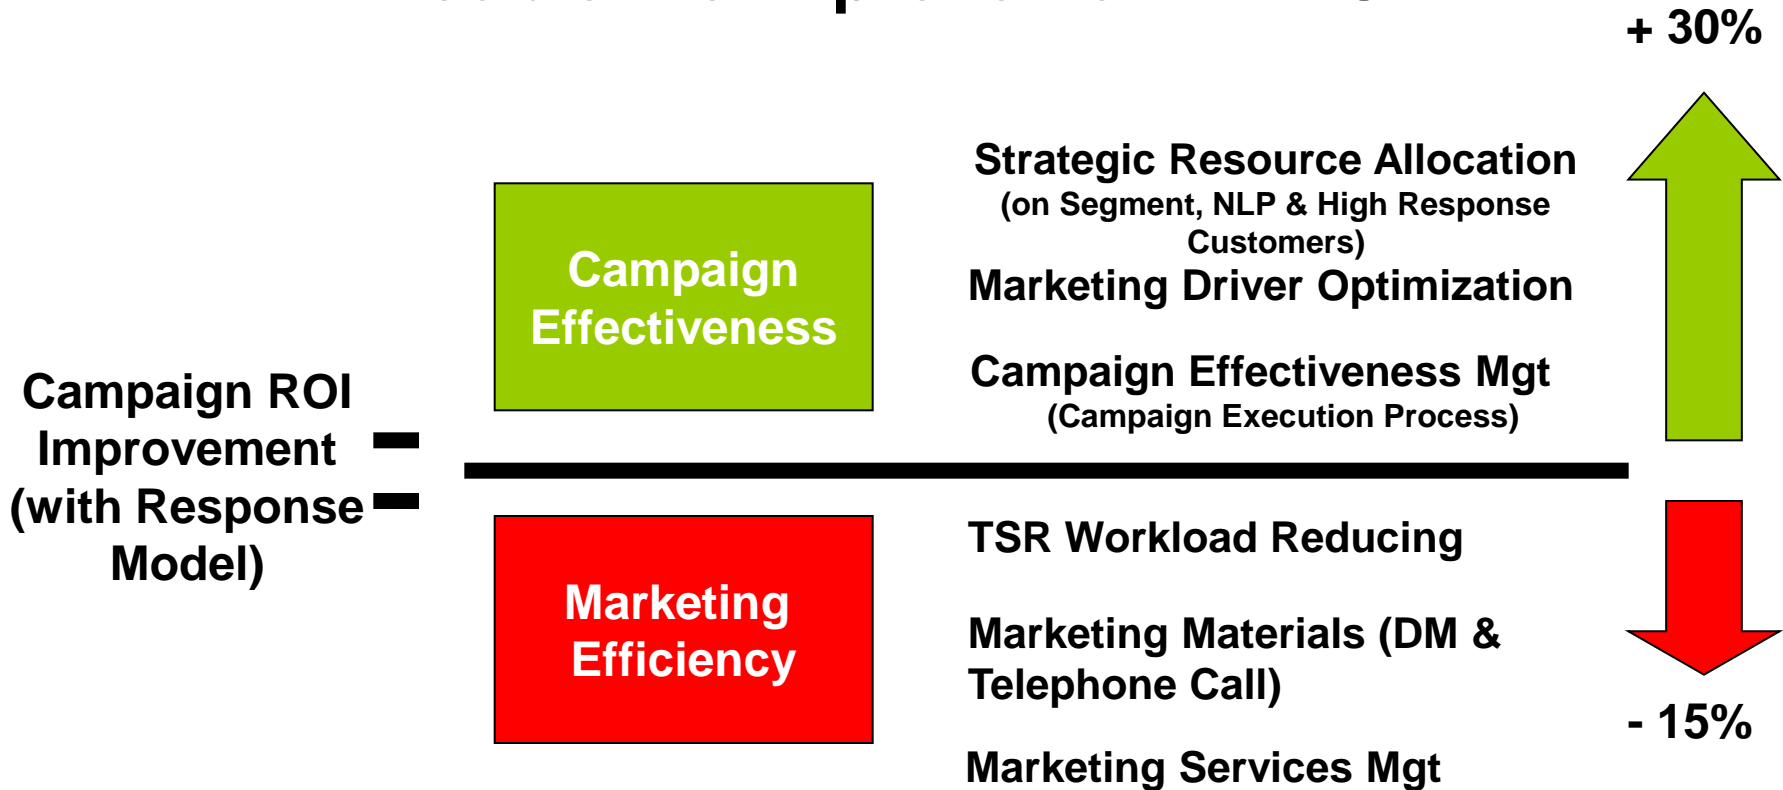 + 30%
Strategic Resource Allocation
(on Segment, NLP & High Response
Customers)
Campaign
Effectiveness
Marketing Driver Optimization
Campaign Effectiveness Mgt
(Campaign Execution Process)
Campaign ROI
Improvement
(with Response
Model)
TSR Workload Reducing
Marketing
Efficiency
Marketing Materials (DM &
Telephone Call)
- 15%
Marketing Services Mgt